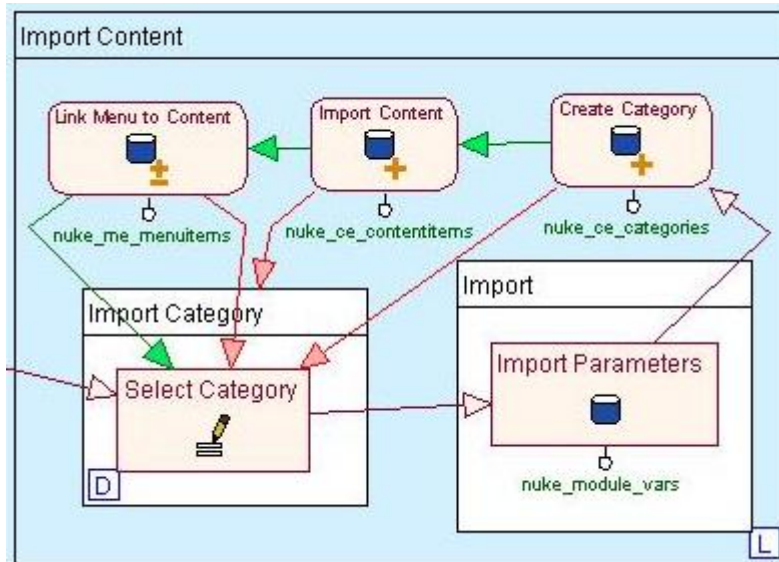 Import Content
Link Menu to Content
Import Content
Create Category
nuke_me_menuitems
nuke_ce_contentitems
nuke_ce_categories
Import Category
Import
Select Category
Import Parameters
D
nuke_module_vars
L